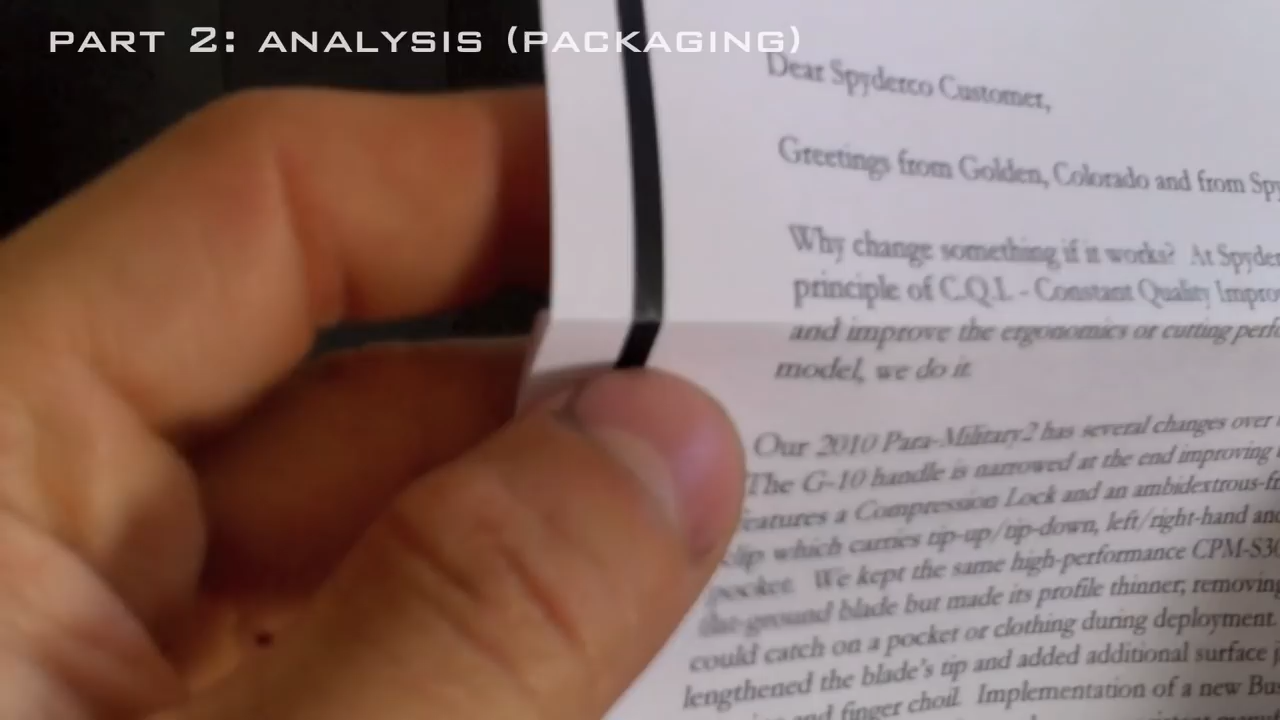 PART 2: ANALYSIS (PACKAGING)
Dear Spyderco Customer,
Greetings from Golden, Colorado and from Spy
Why change something if it works? At Spyder
principle of C.Q.I. - Constant Quality Impro
and improve the ergonomics or cutting perf
model, we do it.
Our 2010 Para-Military2 has several changes over
The G-10 handle is narrowed at the end improving
eatures a Compression Lock and an ambidextrous-fr
clip which carries tip-up/tip-down, left/right-hand and
pocket. We kept the same high-performance CPM-S30
flat-ground blade but made its profile thinner, removing
could catch on a pocket or clothing during deployment.
lengthened the blade's tip and added additional surface
and finger choil. Implementation of a new Bus